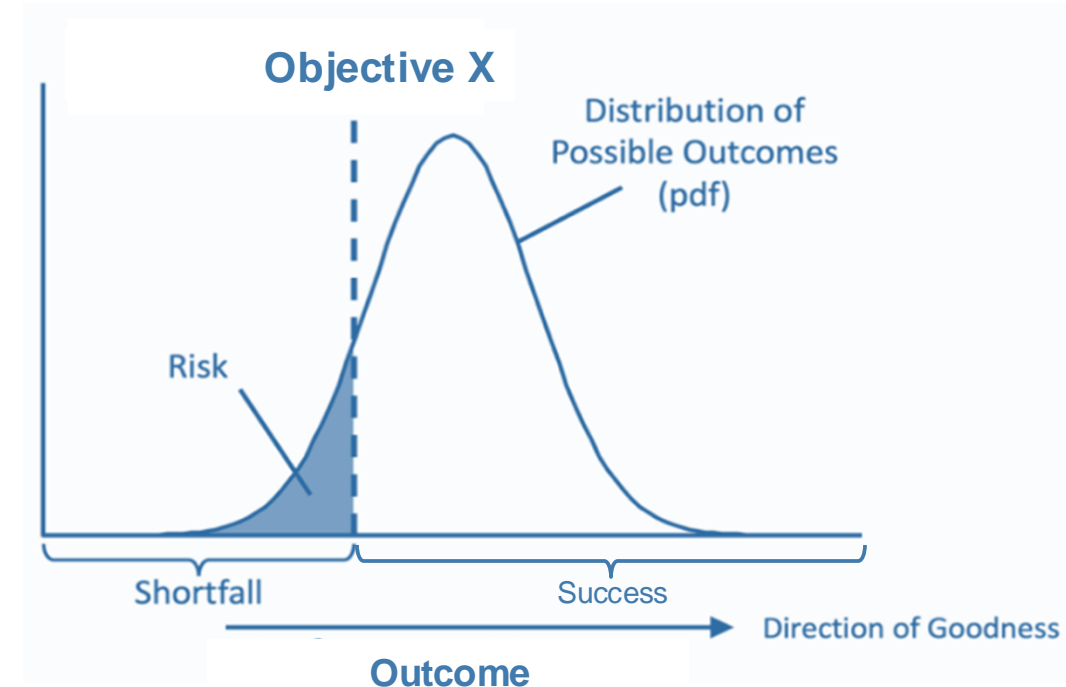 Objective X
Distribution of
Possible Outcomes
(pdf)
Risk
Shortfall
Success
Direction of Goodness
Outcome